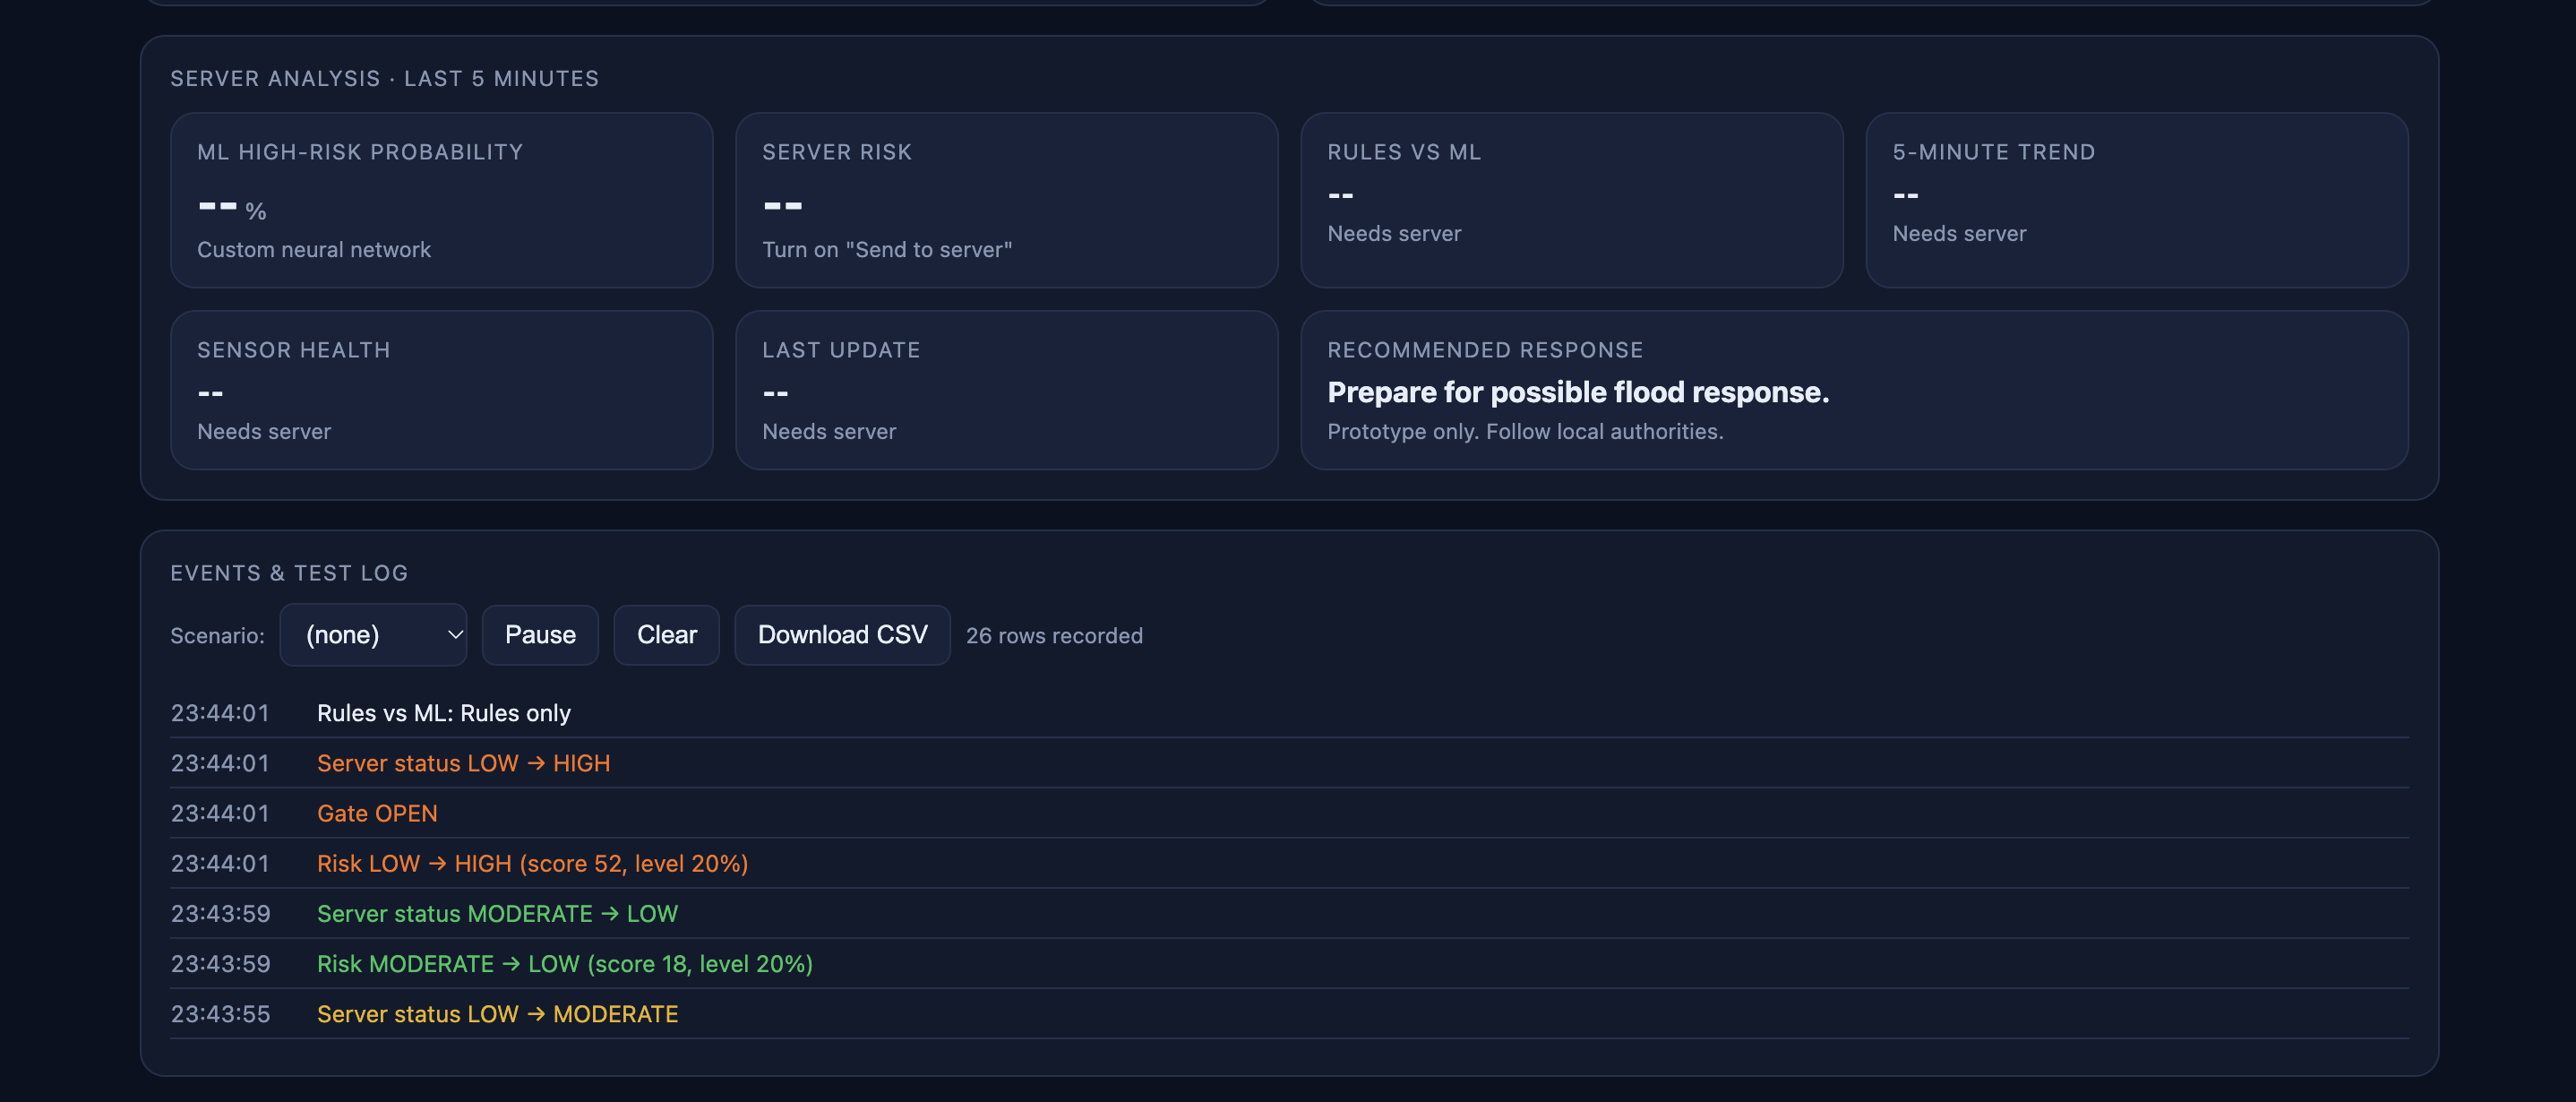 SERVER ANALYSIS · LAST 5 MINUTES
ML HIGH-RISK PROBABILITY
-- %
Custom neural network
SERVER RISK
--
Turn on "Send to server"
RULES VS ML
--
Needs server
5-MINUTE TREND
--
Needs server
SENSOR HEALTH
--
Needs server
LAST UPDATE
--
Needs server
RECOMMENDED RESPONSE
Prepare for possible flood response.
Prototype only. Follow local authorities.
EVENTS & TEST LOG
Scenario: (none) Pause Clear Download CSV 26 rows recorded
23:44:01 Rules vs ML: Rules only
23:44:01 Server status LOW → HIGH
23:44:01 Gate OPEN
23:44:01 Risk LOW → HIGH (score 52, level 20%)
23:43:59 Server status MODERATE → LOW
23:43:59 Risk MODERATE → LOW (score 18, level 20%)
23:43:55 Server status LOW → MODERATE